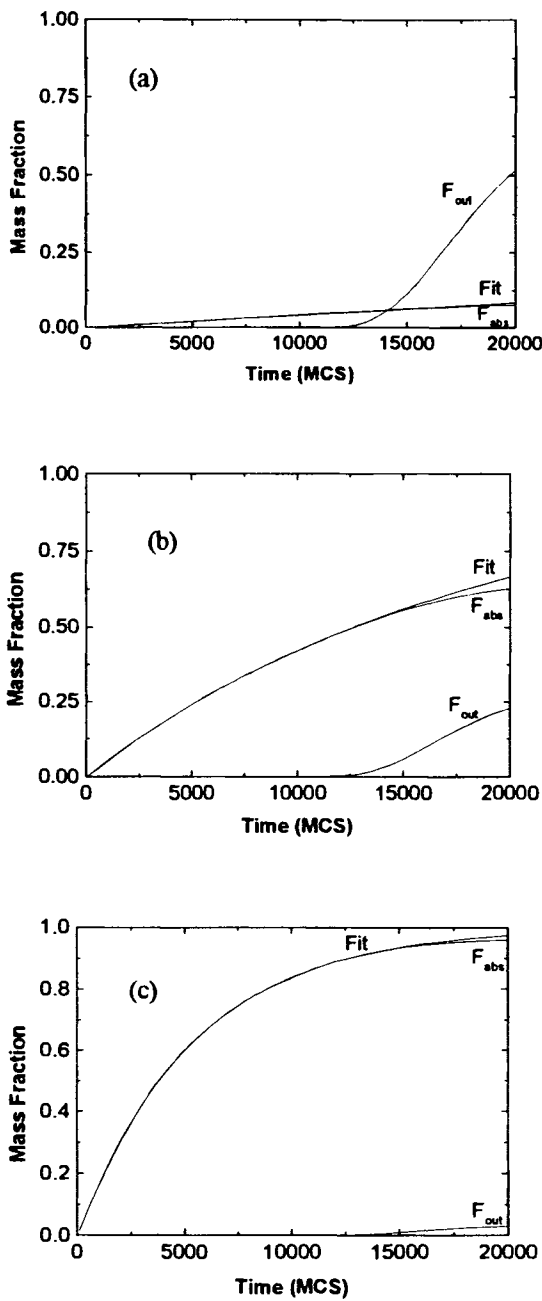 1.00
(a)
0.75
Mass Fraction
0.50
F_out
0.25
Fit
F_abs
0.00
0 5000 10000 15000 20000
Time (MCS)
1.00
(b)
0.75
Fit
Mass Fraction
F_abs
0.50
0.25
F_out
0.00
0 5000 10000 15000 20000
Time (MCS)
1.0
Fit
F_abs
(c)
0.8
Mass Fraction
0.6
0.4
0.2
F_out
0.0
0 5000 10000 15000 20000
Time (MCS)